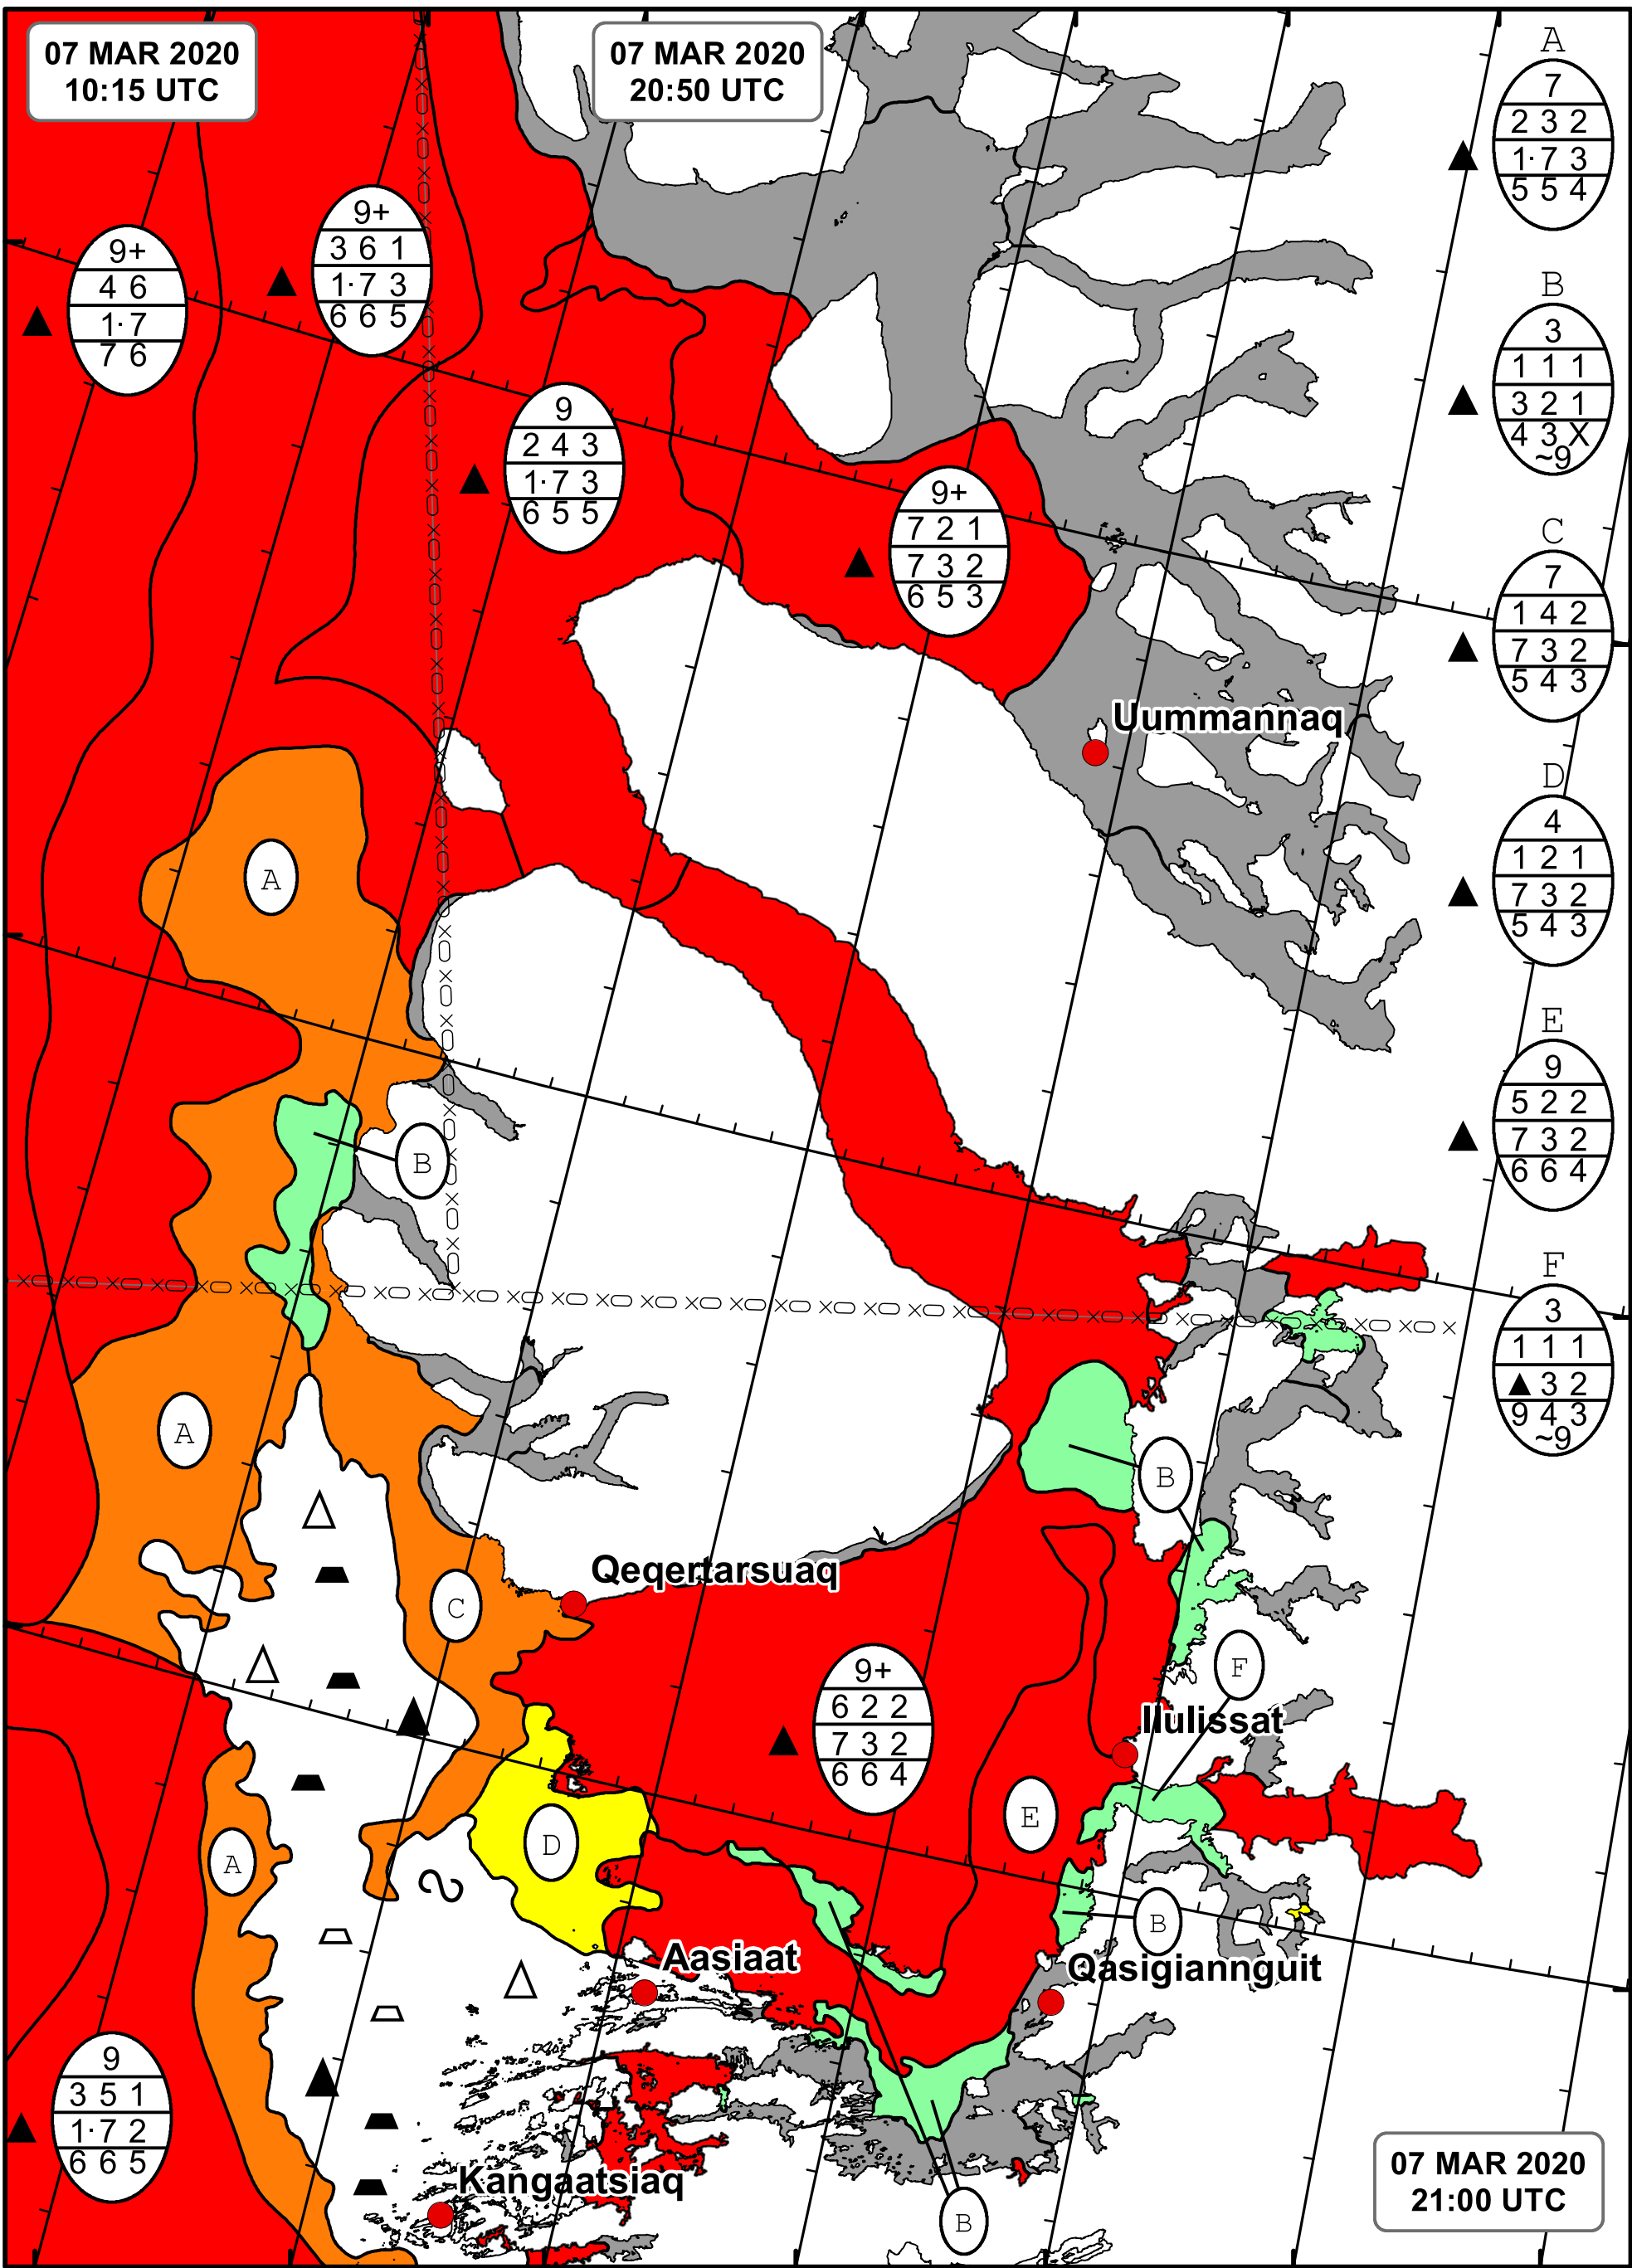 07 MAR 2020
10:15 UTC
07 MAR 2020
20:50 UTC
A
7
2 3 2
1· 7 3
5 5 4
9+
3 6 1
1· 7 3
6 6 5
9+
4 6
1· 7
7 6
B
3
1 1 1
3 2 1
4 3 X
~9
9
2 4 3
1· 7 3
6 5 5
9+
7 2 1
7 3 2
6 5 3
C
7
1 4 2
7 3 2
5 4 3
Uummannaq
D
4
1 2 1
7 3 2
5 4 3
A
E
9
5 2 2
7 3 2
6 6 4
B
F
3
1 1 1
▲ 3 2
9 4 3
~9
A
B
Qeqertarsuaq
C
F
9+
6 2 2
7 3 2
6 6 4
Ilulissat
E
D
A
B
Aasiaat
Qasigiannguit
9
3 5 1
1· 7 2
6 6 5
Kangaatsiaq
B
07 MAR 2020
21:00 UTC